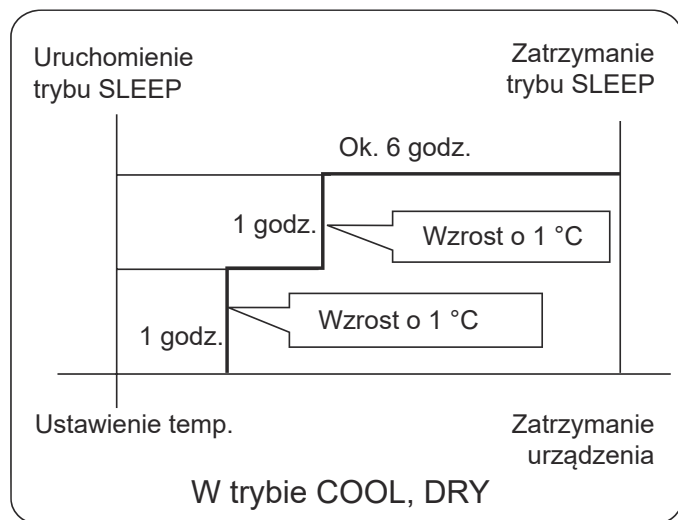 Uruchomienie
trybu SLEEP
Zatrzymanie
trybu SLEEP
Ok. 6 godz.
1 godz.
Wzrost o 1 °C
1 godz.
Wzrost o 1 °C
Ustawienie temp.
Zatrzymanie
urządzenia
W trybie COOL, DRY